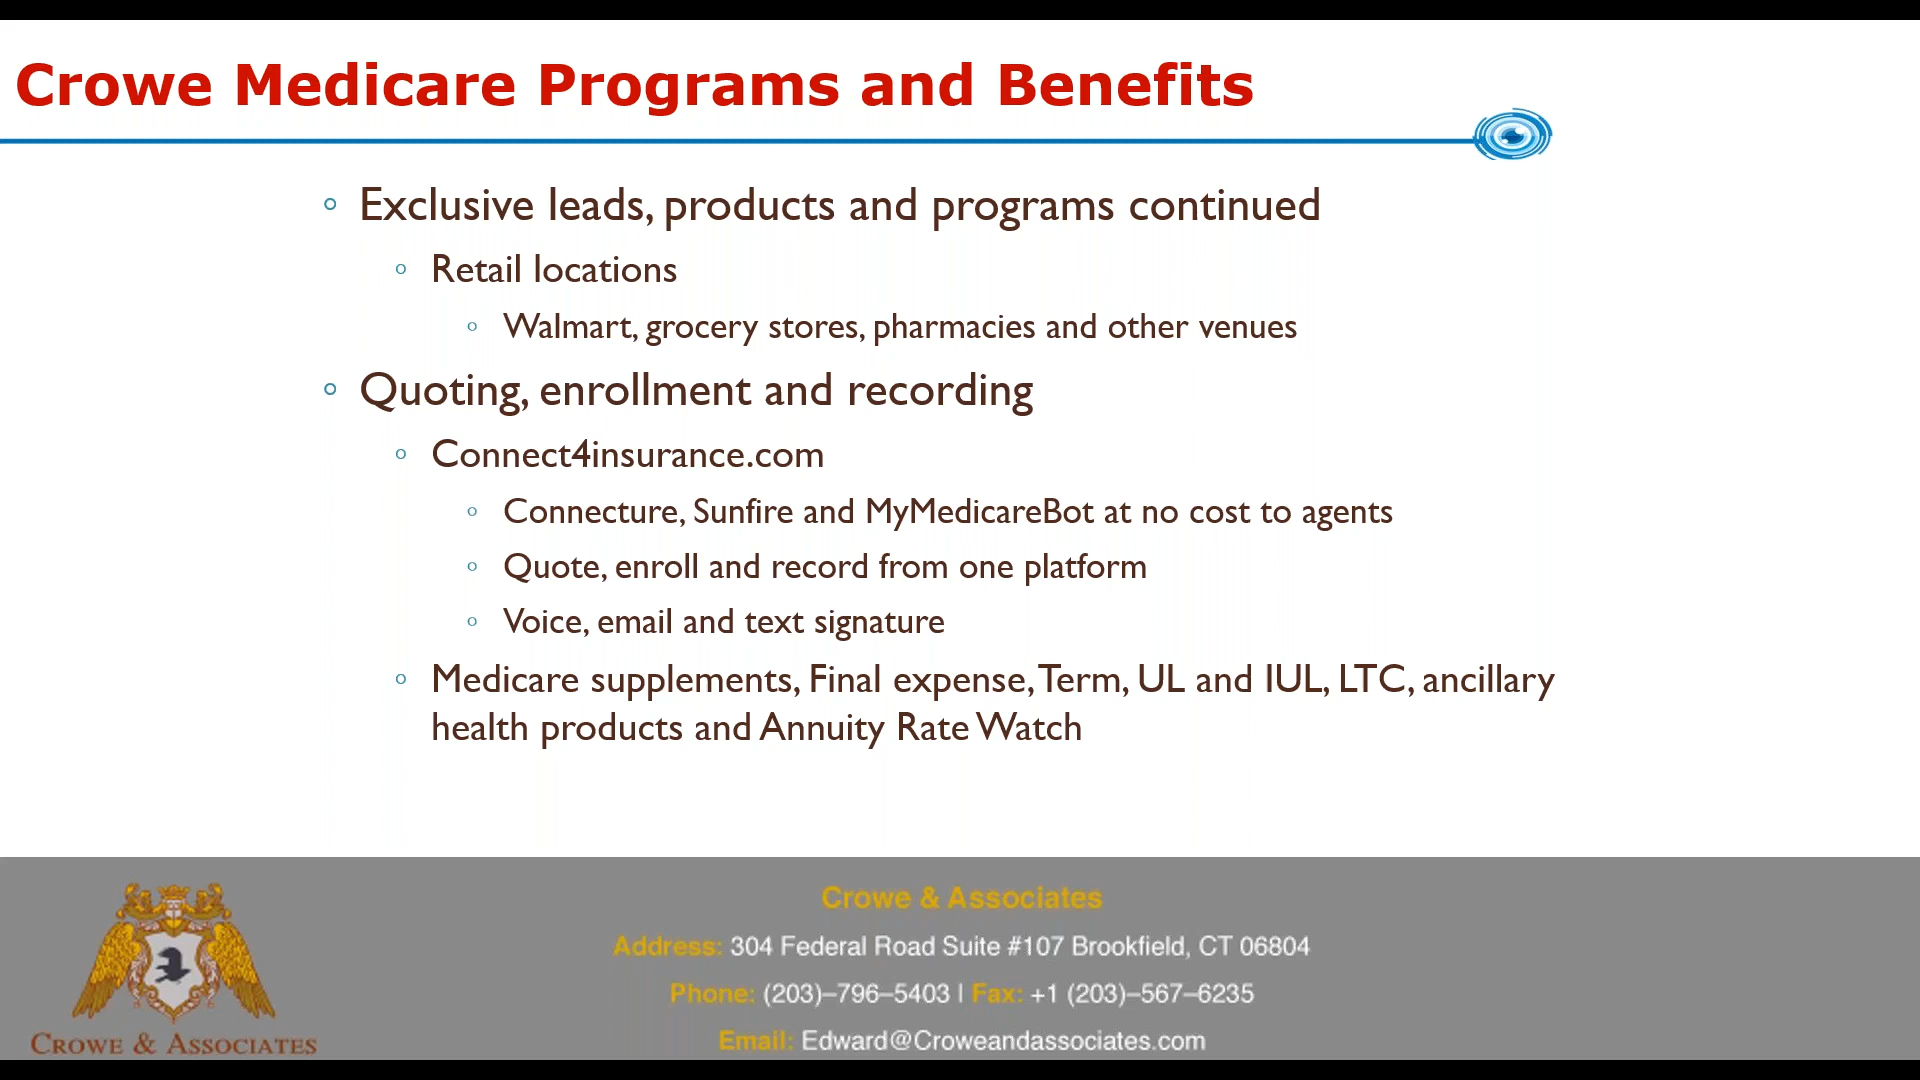 Crowe Medicare Programs and Benefits
Exclusive leads, products and programs continued
Retail locations
Walmart, grocery stores, pharmacies and other venues
Quoting, enrollment and recording
Connect4insurance.com
Connecture, Sunfire and MyMedicareBot at no cost to agents
Quote, enroll and record from one platform
Voice, email and text signature
Medicare supplements, Final expense, Term, UL and IUL, LTC, ancillary
health products and Annuity Rate Watch
Crowe & Associates
Address: 304 Federal Road Suite #107 Brookfield, CT 06804
Phone: (203)–796–5403 | Fax: +1 (203)–567–6235
Email: Edward@Croweandassociates.com
CROWE & ASSOCIATES